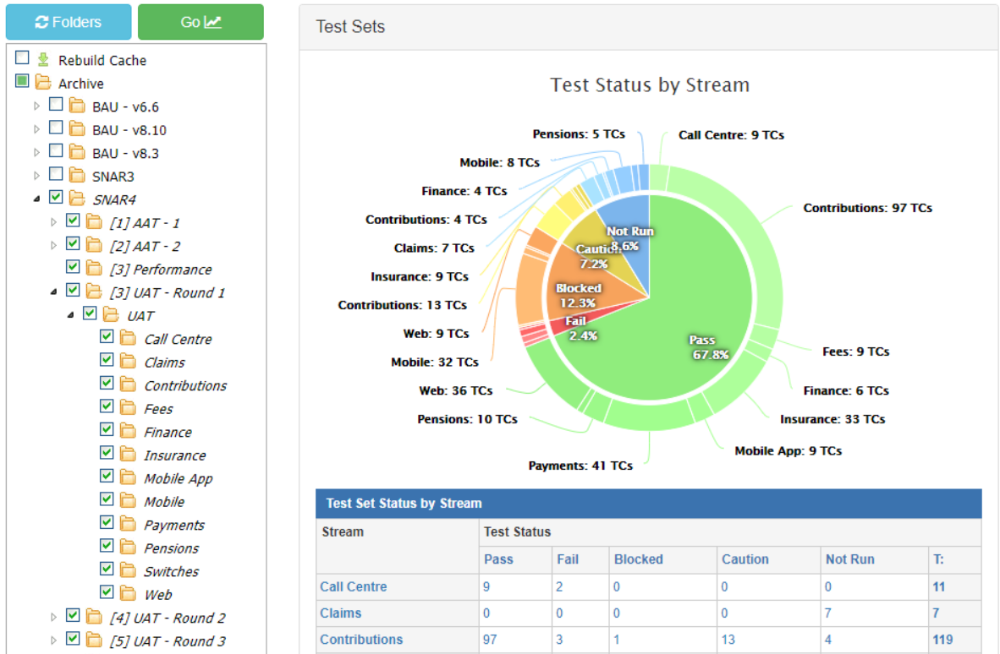 Folders
Go
Rebuild Cache
Archive
BAU - v6.6
BAU - v8.10
BAU - v8.3
SNAR3
SNAR4
[1] AAT - 1
[2] AAT - 2
[3] Performance
[3] UAT - Round 1
UAT
Call Centre
Claims
Contributions
Fees
Finance
Insurance
Mobile App
Mobile
Payments
Pensions
Switches
Web
[4] UAT - Round 2
[5] UAT - Round 3
Test Sets
Test Status by Stream
Pensions: 5 TCs
Call Centre: 9 TCs
Mobile: 8 TCs
Finance: 4 TCs
Contributions: 97 TCs
Contributions: 4 TCs
Claims: 7 TCs
Insurance: 9 TCs
Contributions: 13 TCs
Web: 9 TCs
Mobile: 32 TCs
Web: 36 TCs
Pensions: 10 TCs
Payments: 41 TCs
Mobile App: 9 TCs
Insurance: 33 TCs
Finance: 6 TCs
Fees: 9 TCs
Not Run
8.6%
Caution
7.2%
Blocked
12.3%
Fail
2.4%
Pass
67.8%
Test Set Status by Stream
Stream Test Status
Pass Fail Blocked Caution Not Run T:
Call Centre 9 2 0 0 0 11
Claims 0 0 0 0 7 7
Contributions 97 3 1 13 4 119